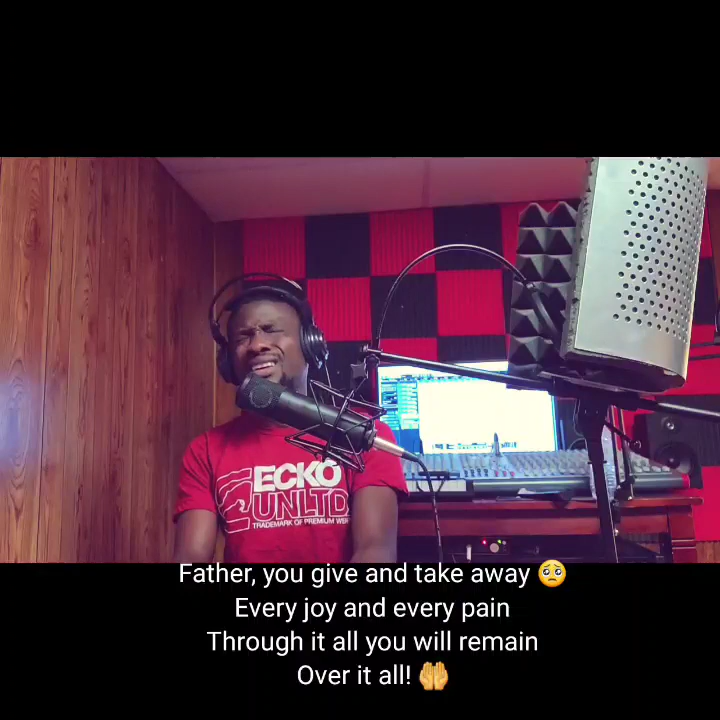 ECKO
UNLTD
TRADEMARK OF PREMIUM WER
Father, you give and take away 🥺
Every joy and every pain
Through it all you will remain
Over it all! 🤲